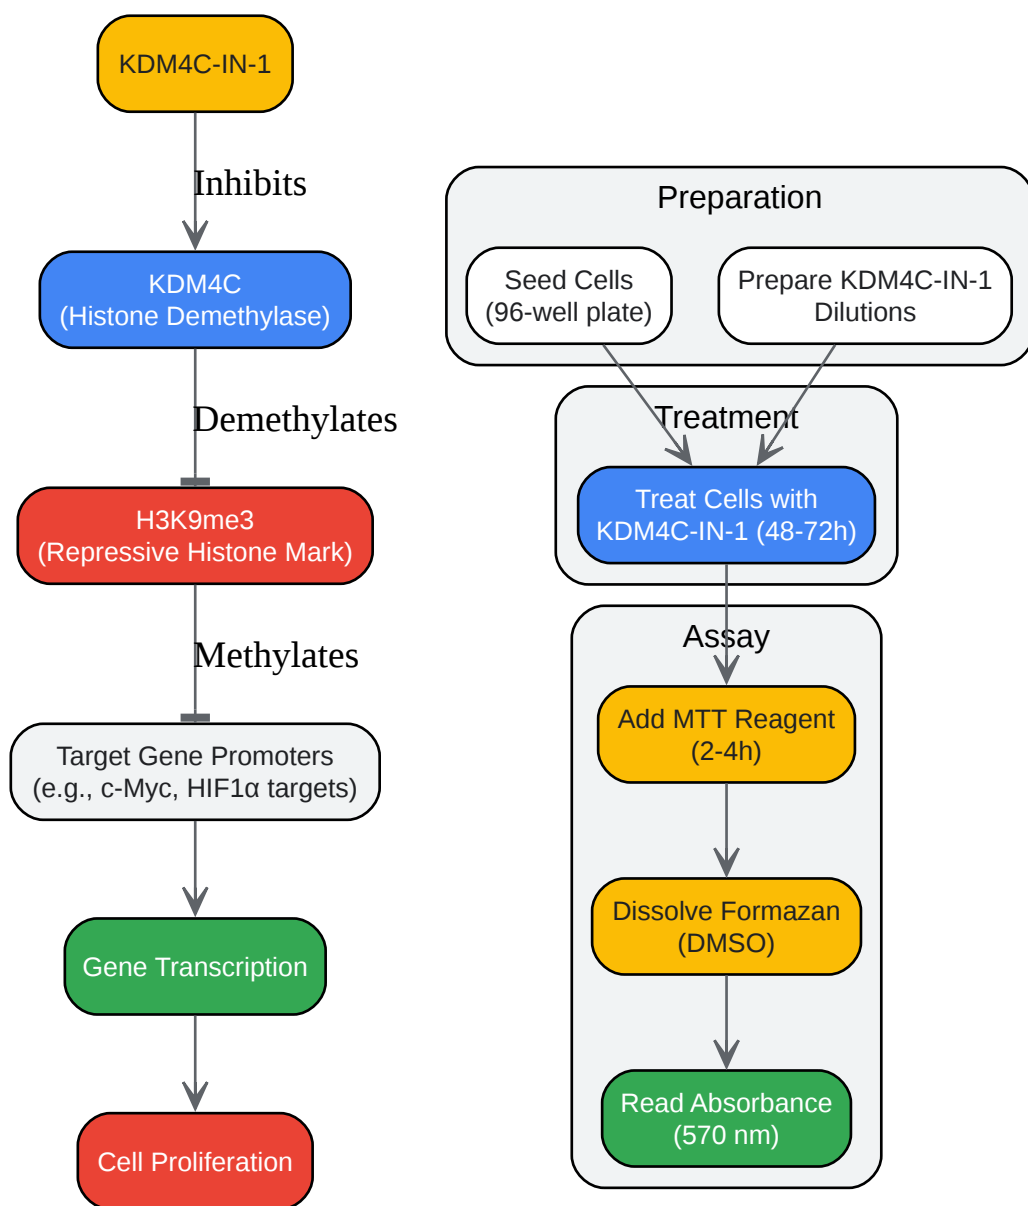 KDM4C-IN-1
Inhibits
KDM4C
(Histone Demethylase)
Demethylates
H3K9me3
(Repressive Histone Mark)
Methylates
Target Gene Promoters
(e.g., c-Myc, HIF1α targets)
Gene Transcription
Cell Proliferation
Preparation
Seed Cells
(96-well plate)
Prepare KDM4C-IN-1
Dilutions
Treatment
Treat Cells with
KDM4C-IN-1 (48-72h)
Assay
Add MTT Reagent
(2-4h)
Dissolve Formazan
(DMSO)
Read Absorbance
(570 nm)